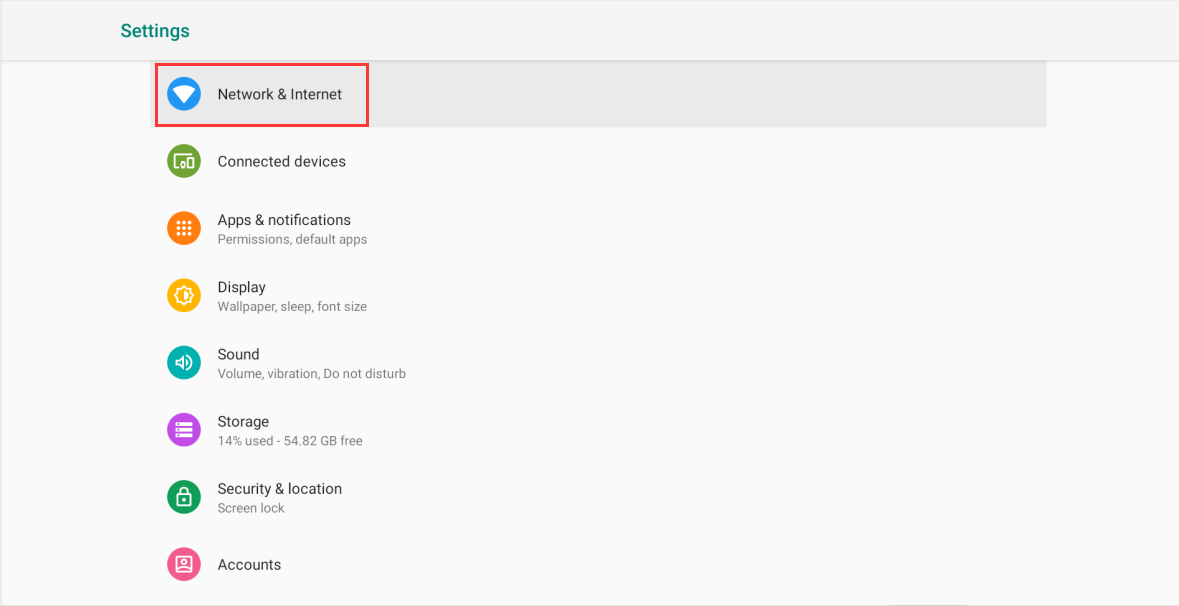 Settings
Network & Internet
Connected devices
Apps & notifications
Permissions, default apps
Display
Wallpaper, sleep, font size
Sound
Volume, vibration, Do not disturb
Storage
14% used - 54.82 GB free
Security & location
Screen lock
Accounts